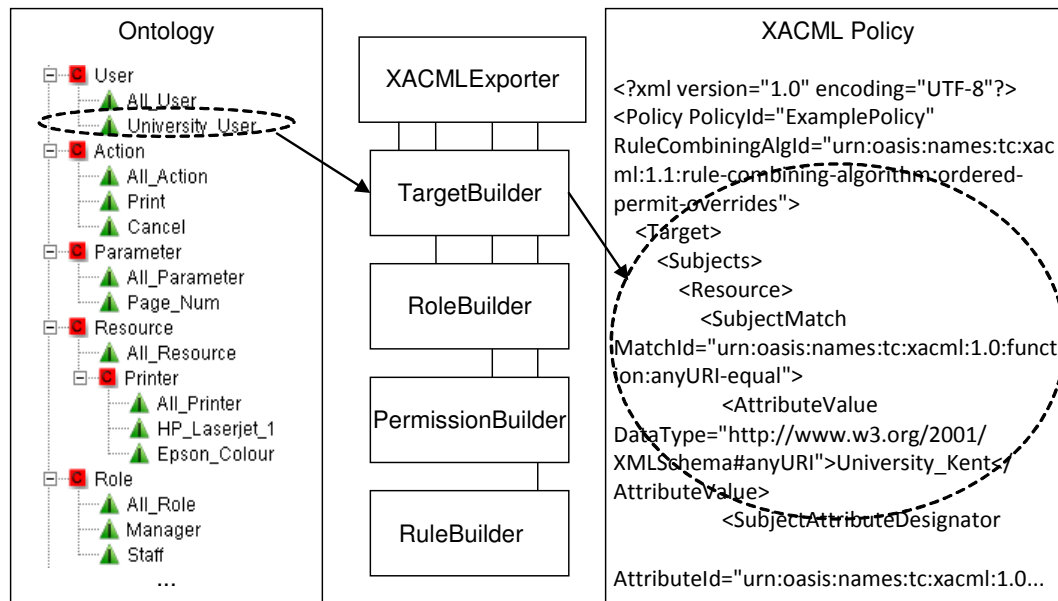 Ontology
User
All_User
University_User
Action
All_Action
Print
Cancel
Parameter
All_Parameter
Page_Num
Resource
All_Resource
Printer
All_Printer
HP_Laserjet_1
Epson_Colour
Role
All_Role
Manager
Staff
...
XACMLExporter
TargetBuilder
RoleBuilder
PermissionBuilder
RuleBuilder
XACML Policy
<?xml version="1.0" encoding="UTF-8"?>
<Policy PolicyId="ExamplePolicy"
RuleCombiningAlgId="urn:oasis:names:tc:xac
ml:1.1:rule-combining-algorithm:ordered-
permit-overrides">
<Target>
<Subjects>
<Resource>
<SubjectMatch
MatchId="urn:oasis:names:tc:xacml:1.0:funct
on:anyURI-equal">
<AttributeValue
DataType="http://www.w3.org/2001/
XMLSchema#anyURI">University_Kent</
AttributeValue>
<SubjectAttributeDesignator
AttributeId="urn:oasis:names:tc:xacml:1.0...